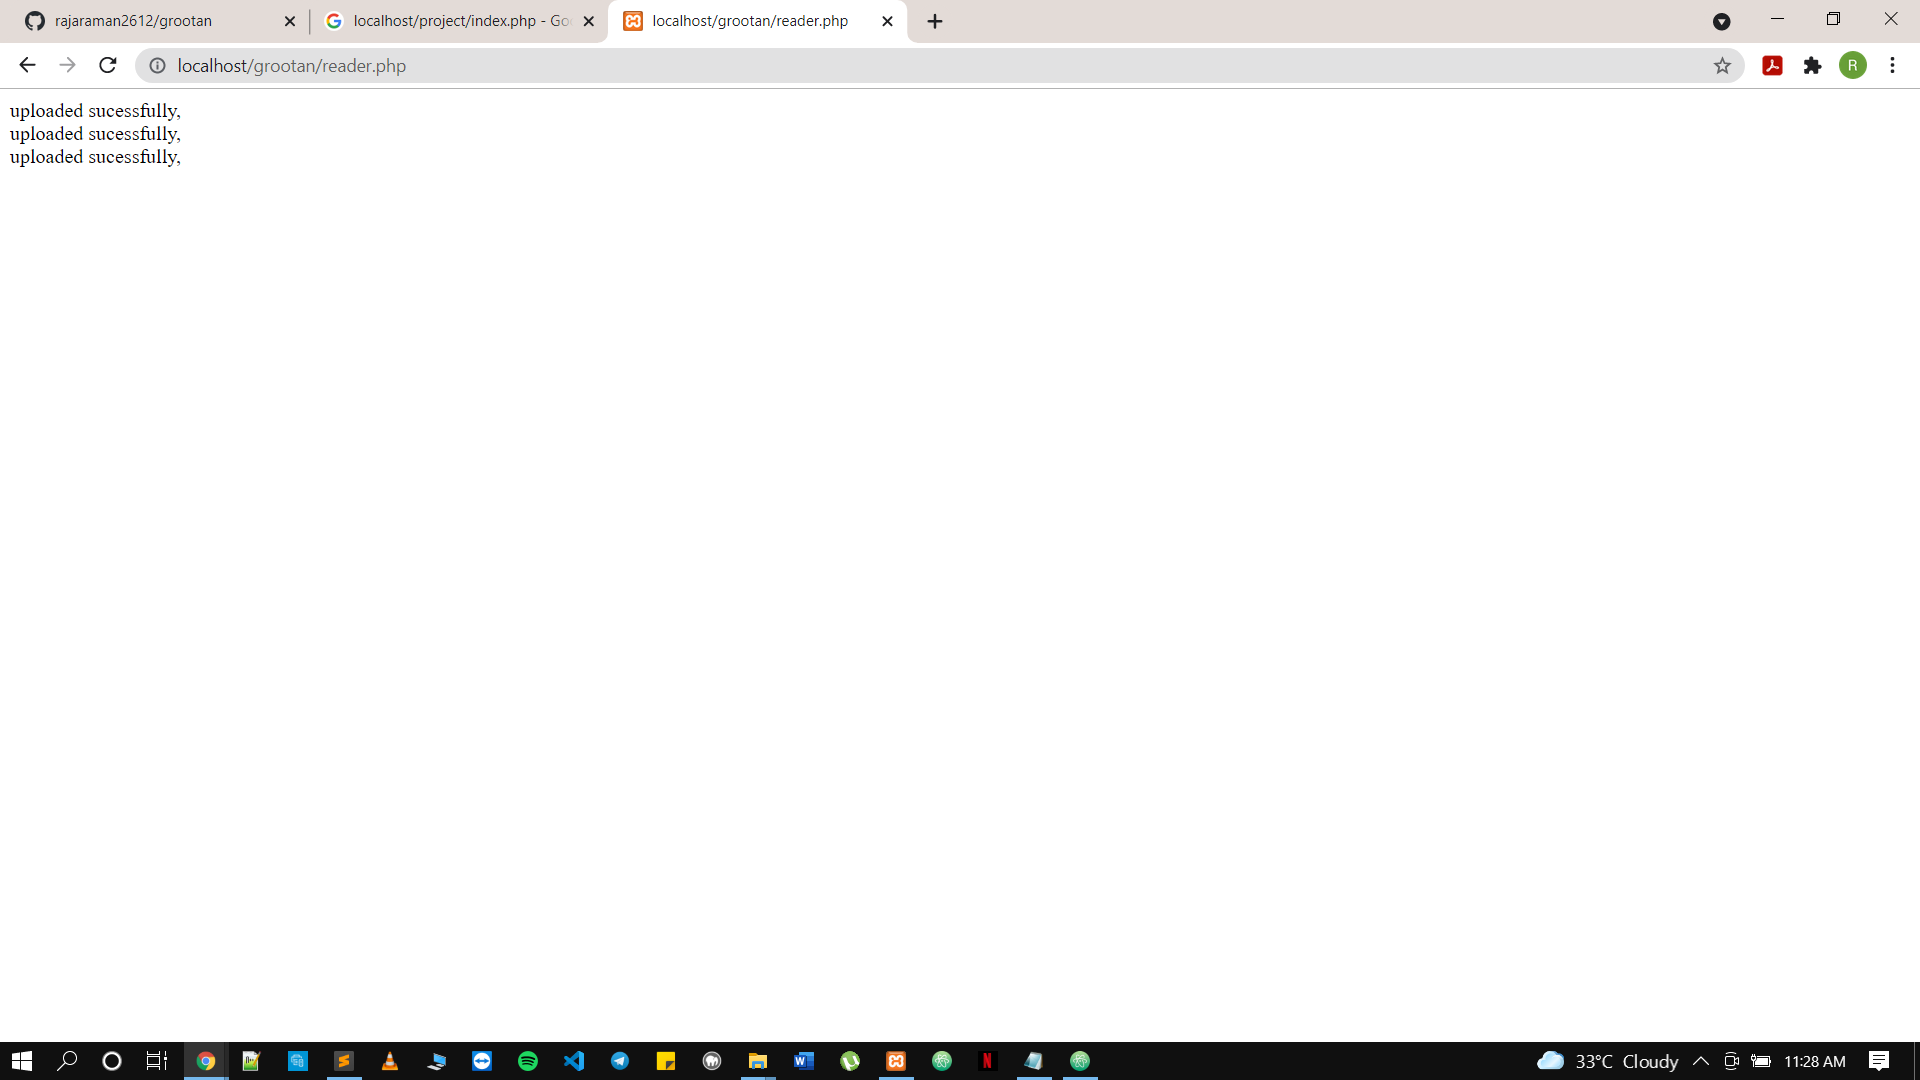 rajaraman2612/grootan
localhost/project/index.php - Go
localhost/grootan/reader.php
localhost/grootan/reader.php
R
uploaded sucessfully,
uploaded sucessfully,
uploaded sucessfully,
33°C Cloudy
11:28 AM